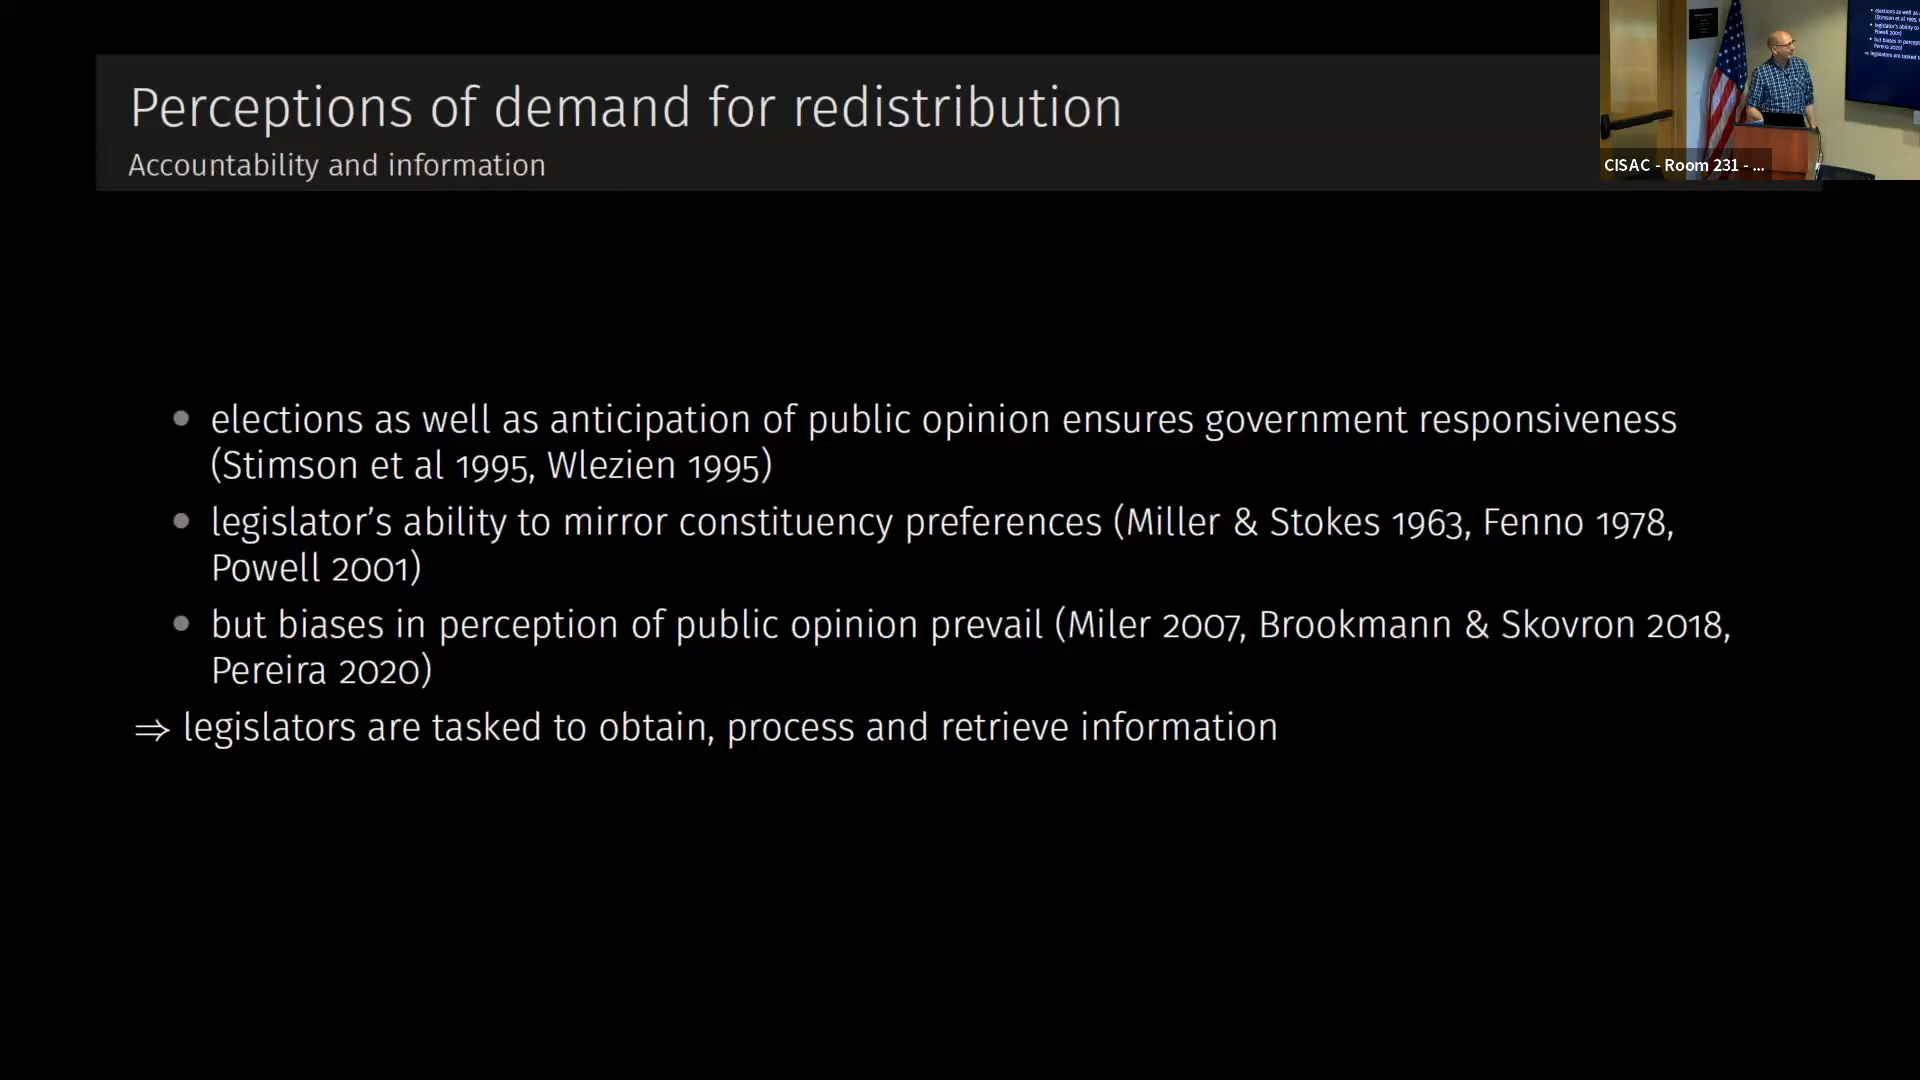 Perceptions of demand for redistribution
Accountability and information
CISAC - Room 231 - ...
• elections as well as anticipation of public opinion ensures government responsiveness
(Stimson et al 1995, Wlezien 1995)
• legislator’s ability to mirror constituency preferences (Miller & Stokes 1963, Fenno 1978,
Powell 2001)
• but biases in perception of public opinion prevail (Miler 2007, Brookmann & Skovron 2018,
Pereira 2020)
⇒ legislators are tasked to obtain, process and retrieve information